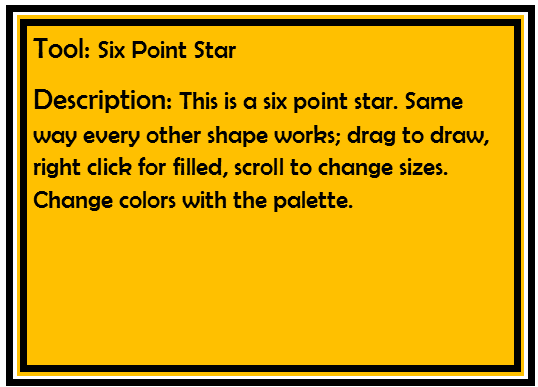 Tool: Six Point Star
Description: This is a six point star. Same
way every other shape works; drag to draw,
right click for filled, scroll to change sizes.
Change colors with the palette.